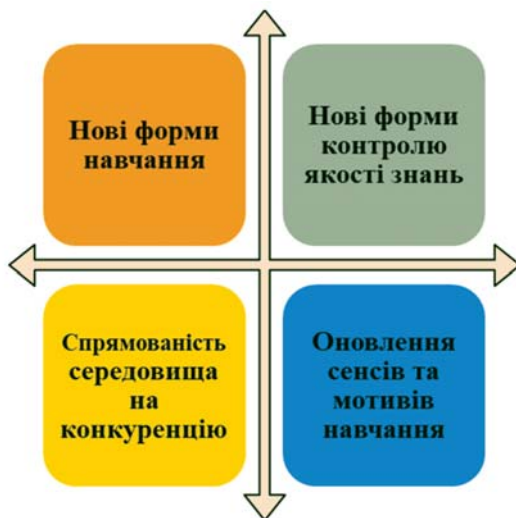 Нові форми
навчання
Нові форми
контролю
якості знань
Спрямованість
середовища
на
конкуренцію
Оновлення
сенсів та
мотивів
навчання